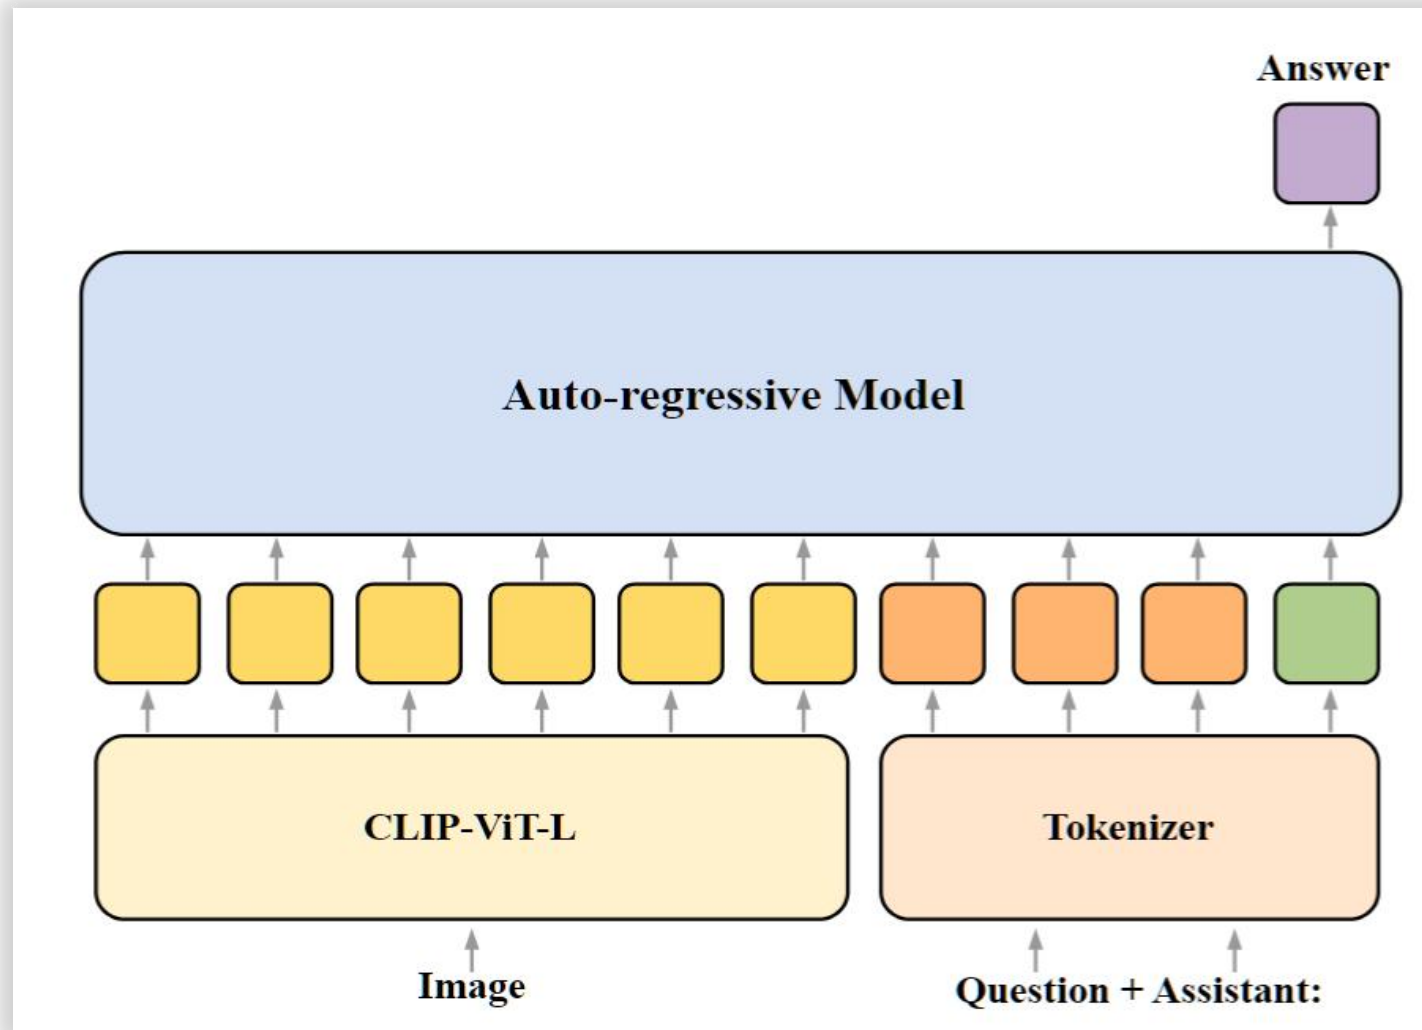 Answer
Auto-regressive Model
CLIP-ViT-L
Tokenizer
Image
Question + Assistant: